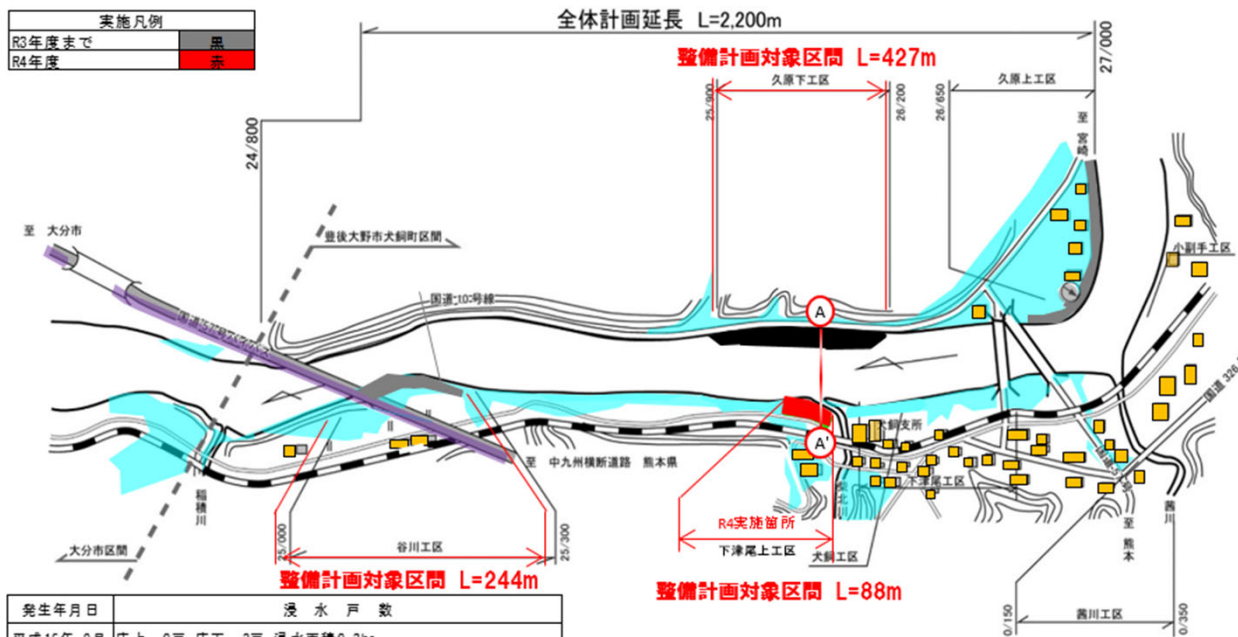 実施凡例
R3年度まで 黒
R4年度 赤
全体計画延長 L=2,200m
整備計画対象区間 L=427m
久原下工区
久原上工区
27/000
25/900
26/200
26/650
24/800
至 宮崎
至 大分市
豊後大野市犬飼町区間
小副手工区
国道10号線
A
国道326
犬飼支所
A'
至 中九州横断道路 熊本県
稲積川
下津尾工区
茜川
至 熊本
R4実施箇所
大分市区間
25/000
谷川工区
25/300
下津尾上工区
犬飼工区
整備計画対象区間 L=244m
整備計画対象区間 L=88m
0/150
茜川工区
0/350
発生年月日 浸水戸数